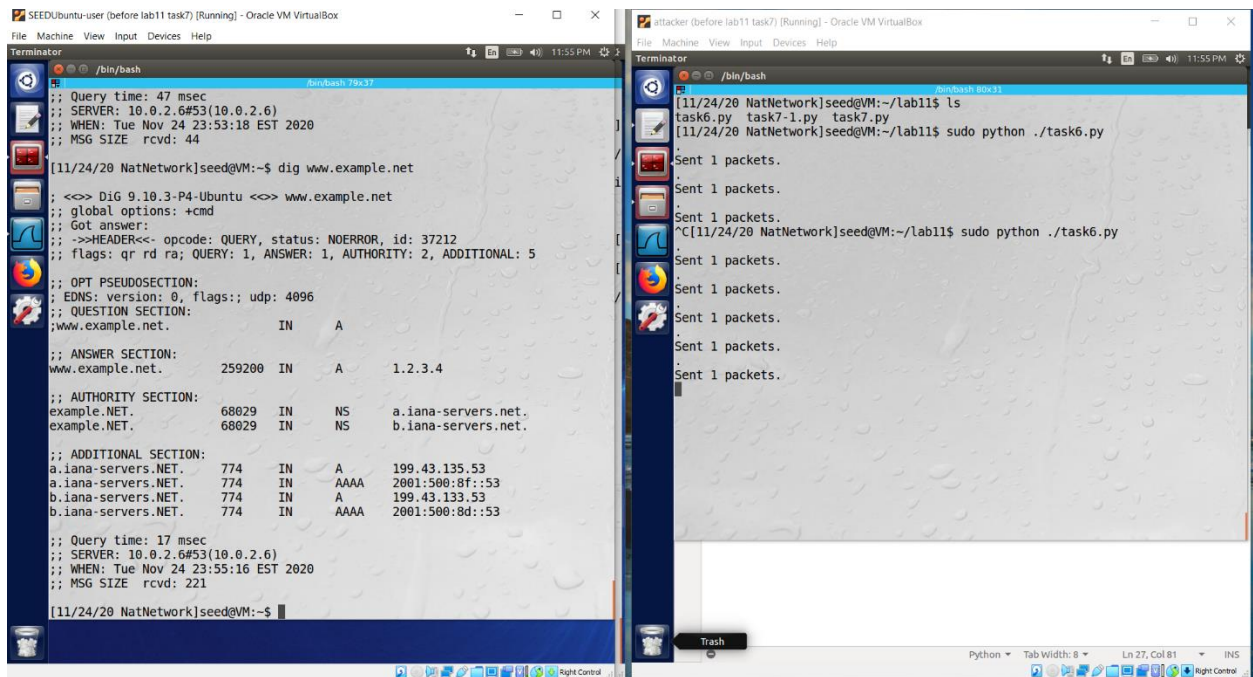 SEEDUbuntu-user (before lab11 task7) [Running] - Oracle VM VirtualBox
File Machine View Input Devices Help
Terminator
En
11:55 PM
/bin/bash
/bin/bash 79x37
;; Query time: 47 msec
;; SERVER: 10.0.2.6#53(10.0.2.6)
;; WHEN: Tue Nov 24 23:53:18 EST 2020
;; MSG SIZE rcvd: 44
[11/24/20 NatNetwork]seed@VM:~$ dig www.example.net
; <<>> DiG 9.10.3-P4-Ubuntu <<>> www.example.net
;; global options: +cmd
;; Got answer:
;; ->>HEADER<<- opcode: QUERY, status: NOERROR, id: 37212
;; flags: qr rd ra; QUERY: 1, ANSWER: 1, AUTHORITY: 2, ADDITIONAL: 5
;; OPT PSEUDOSECTION:
; EDNS: version: 0, flags:; udp: 4096
;; QUESTION SECTION:
;www.example.net. IN A
;; ANSWER SECTION:
www.example.net. 259200 IN A 1.2.3.4
;; AUTHORITY SECTION:
example.NET. 68029 IN NS a.iana-servers.net.
example.NET. 68029 IN NS b.iana-servers.net.
;; ADDITIONAL SECTION:
a.iana-servers.NET. 774 IN A 199.43.135.53
a.iana-servers.NET. 774 IN AAAA 2001:500:8f::53
b.iana-servers.NET. 774 IN A 199.43.133.53
b.iana-servers.NET. 774 IN AAAA 2001:500:8d::53
;; Query time: 17 msec
;; SERVER: 10.0.2.6#53(10.0.2.6)
;; WHEN: Tue Nov 24 23:55:16 EST 2020
;; MSG SIZE rcvd: 221
[11/24/20 NatNetwork]seed@VM:~$
Right Control
attacker (before lab11 task7) [Running] - Oracle VM VirtualBox
File Machine View Input Devices Help
Terminator
En
11:55 PM
/bin/bash
/bin/bash 80x31
[11/24/20 NatNetwork]seed@VM:~/lab11$ ls
task6.py task7-1.py task7.py
[11/24/20 NatNetwork]seed@VM:~/lab11$ sudo python ./task6.py
.
Sent 1 packets.
.
Sent 1 packets.
.
Sent 1 packets.
^C[11/24/20 NatNetwork]seed@VM:~/lab11$ sudo python ./task6.py
.
Sent 1 packets.
.
Sent 1 packets.
.
Sent 1 packets.
.
Sent 1 packets.
.
Sent 1 packets.
Trash
Python Tab Width: 8 Ln 27, Col 81 INS
Right Control